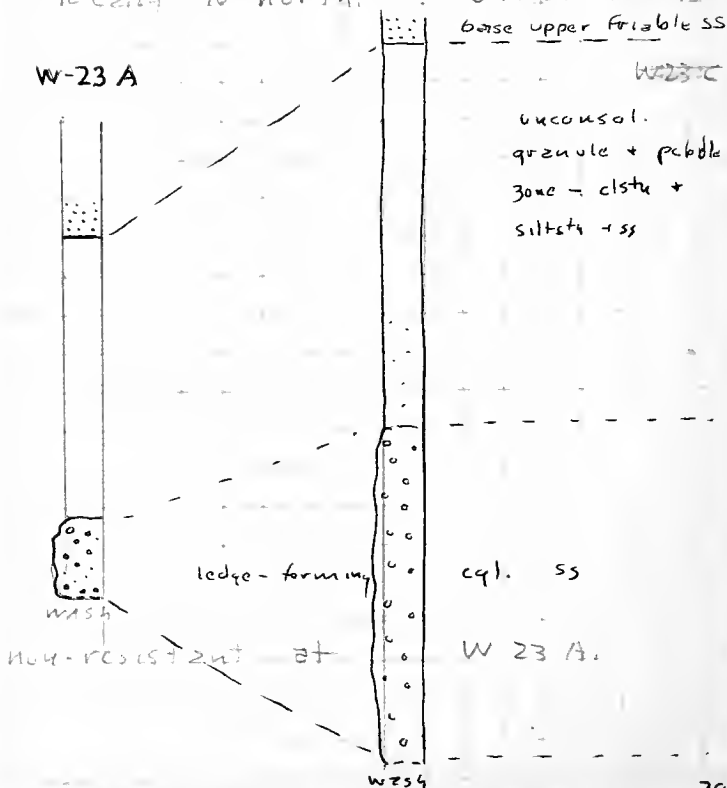 base upper friable ss
W-23 A
W-23-C
unconsol.
granule + pebble
zone - clstn +
siltstn + ss
ledge-forming
cgl. ss
wash
non-resistant at W 23 A.
wash